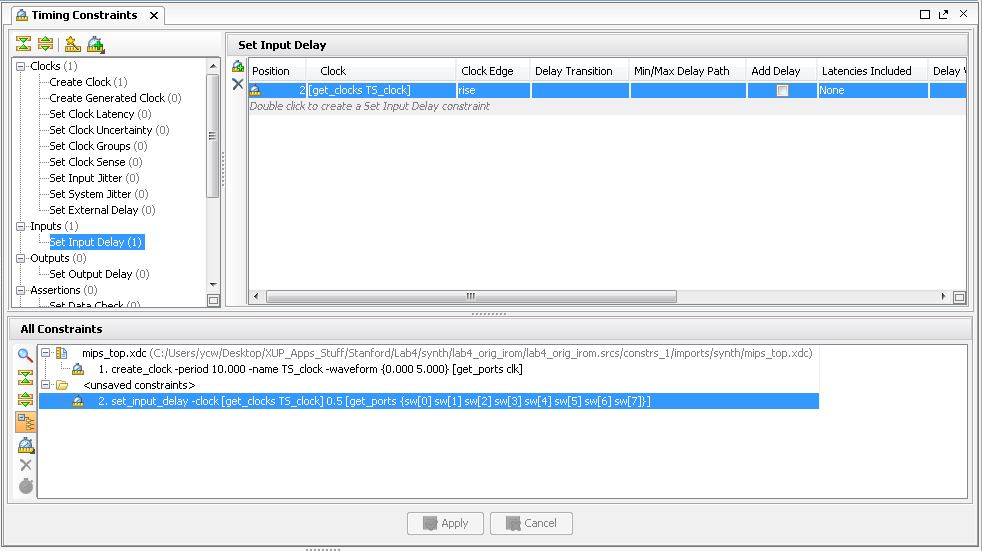 Timing Constraints
Set Input Delay
Clocks (1)
Create Clock (1)
Create Generated Clock (0)
Set Clock Latency (0)
Set Clock Uncertainty (0)
Set Clock Groups (0)
Set Clock Sense (0)
Set Input Jitter (0)
Set System Jitter (0)
Set External Delay (0)
Inputs (1)
Set Input Delay (1)
Outputs (0)
Set Output Delay (0)
Assertions (0)
Set Data Check (0)
Position Clock Clock Edge Delay Transition Min/Max Delay Path Add Delay Latencies Included Delay
2 [get_clocks TS_clock] rise None
Double click to create a Set Input Delay constraint
All Constraints
mips_top.xdc (C:/Users/ycw/Desktop/XUP_Apps_Stuff/Stanford/Lab4/synth/lab4_orig_irom/lab4_orig_irom.srcs/constrs_1/imports/synth/mips_top.xdc)
1. create_clock -period 10.000 -name TS_clock -waveform {0.000 5.000} [get_ports clk]
<unsaved constraints>
2. set_input_delay -clock [get_clocks TS_clock] 0.5 [get_ports {sw[0] sw[1] sw[2] sw[3] sw[4] sw[5] sw[6] sw[7]}]
Apply Cancel